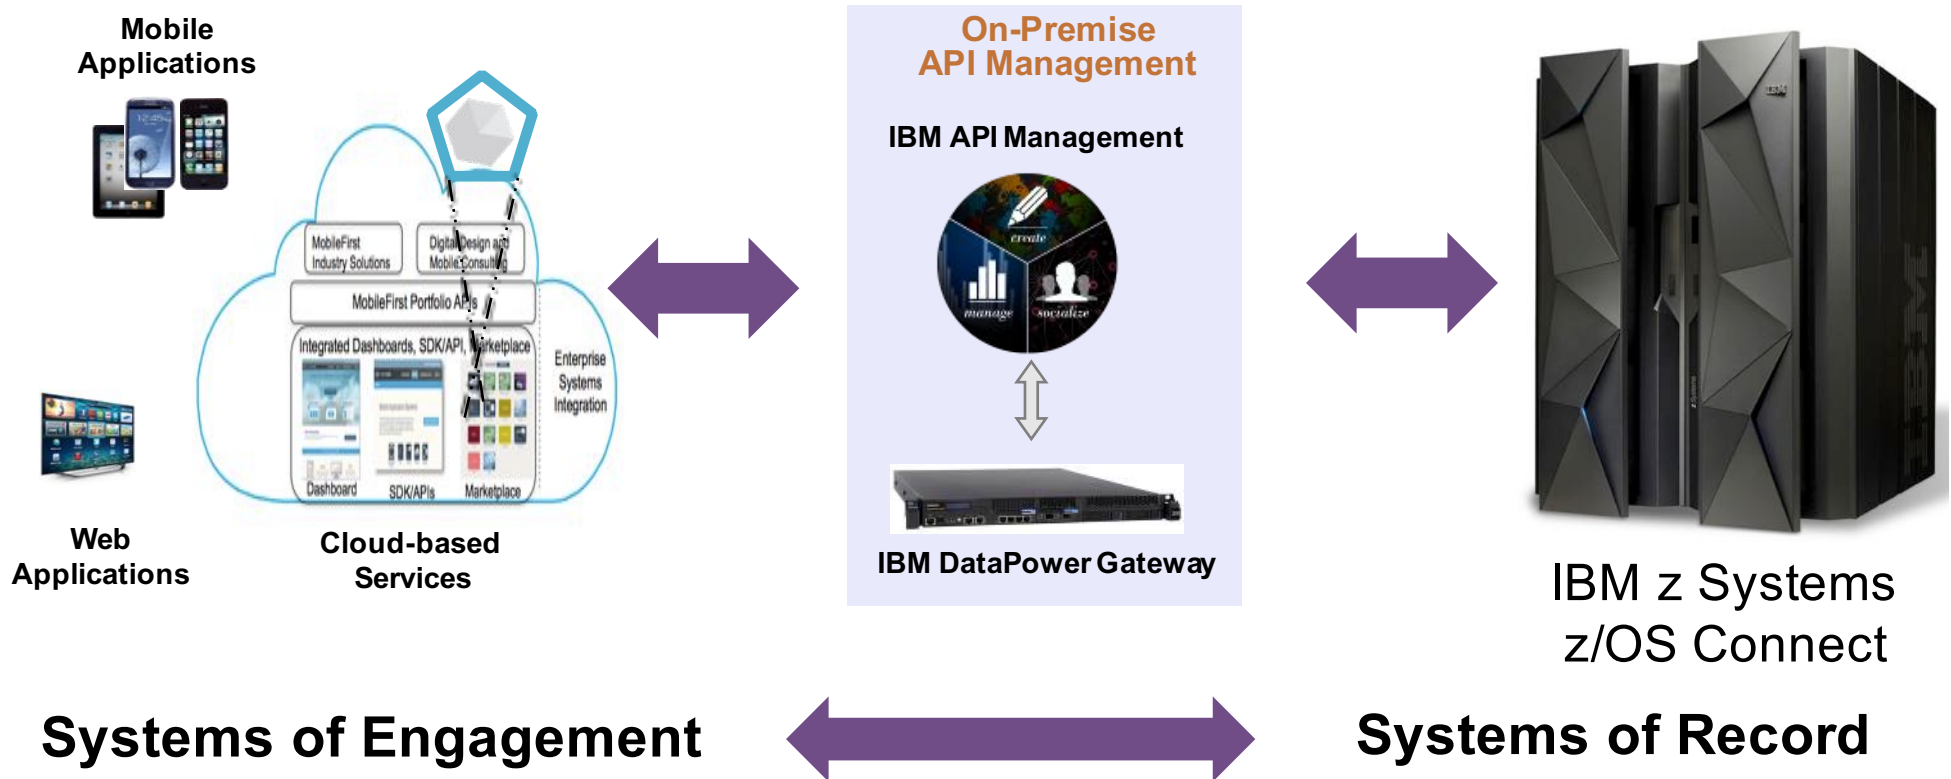 Mobile
Applications
Web
Applications
MobileFirst
Industry Solutions
Digital Design and
Mobile Consulting
MobileFirst Portfolio APIs
Integrated Dashboards, SDK/API, Marketplace
Enterprise
Systems
Integration
Dashboard
SDK/APIs
Marketplace
Cloud-based
Services
On-Premise
API Management
IBM API Management
create
manage
socialize
IBM DataPower Gateway
IBM
IBM
IBM z Systems
z/OS Connect
Systems of Engagement
Systems of Record